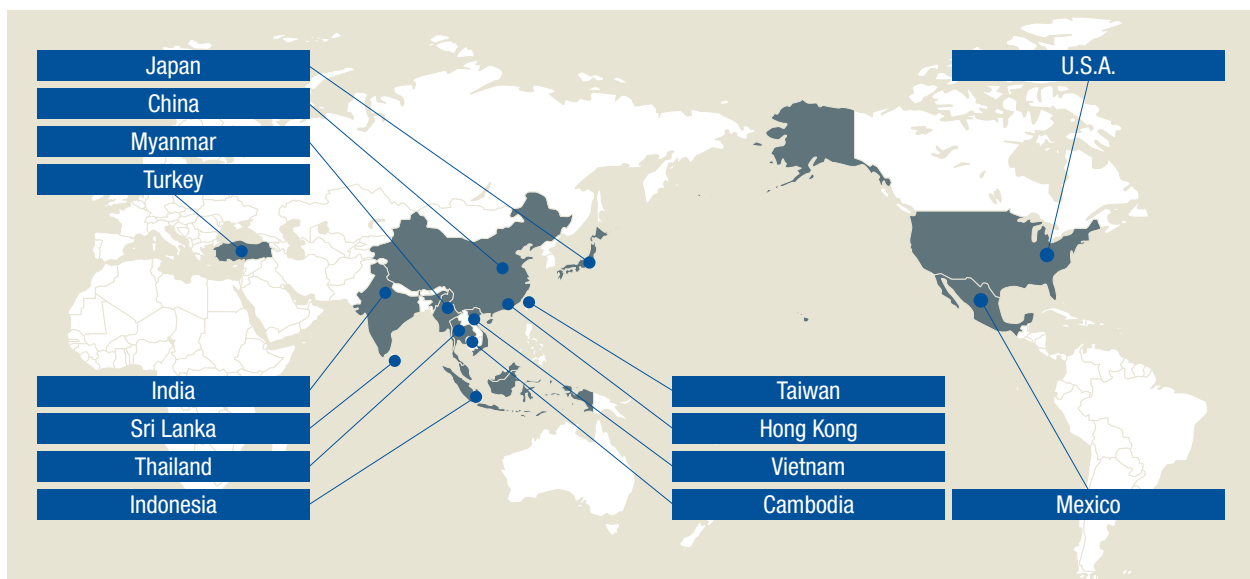 Japan
China
Myanmar
Turkey
U.S.A.
India
Sri Lanka
Thailand
Indonesia
Taiwan
Hong Kong
Vietnam
Cambodia
Mexico